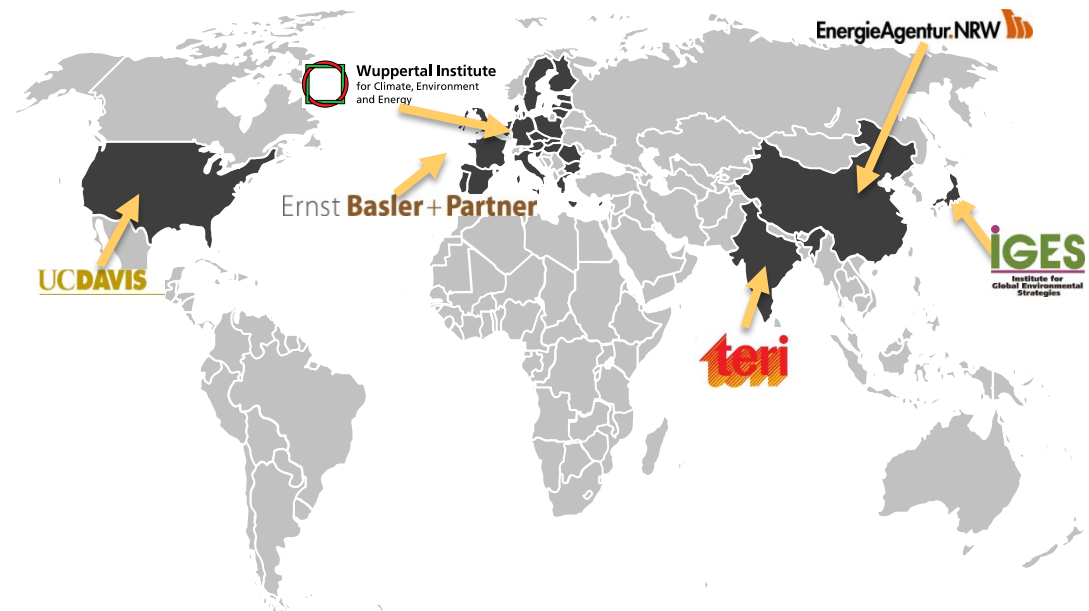 EnergieAgentur.NRW
Wuppertal Institute
for Climate, Environment
and Energy
Ernst Basler+Partner
UCDAVIS
iGES
Institute for
Global Environmental
Strategies
teri